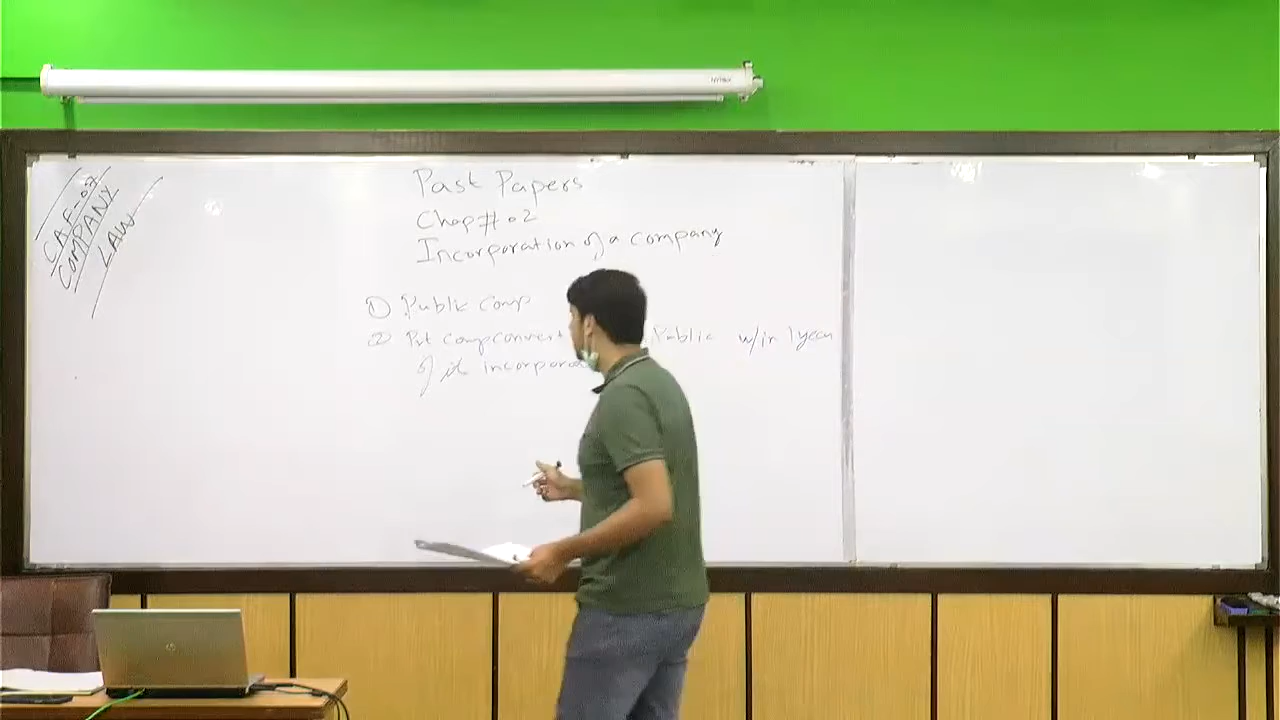 CAF-07
COMPANY
LAW
Past Papers
Chap # 02
Incorporation of a company
① Public comp
② Pvt comp convert Public w/in 1 year
of its incorpora